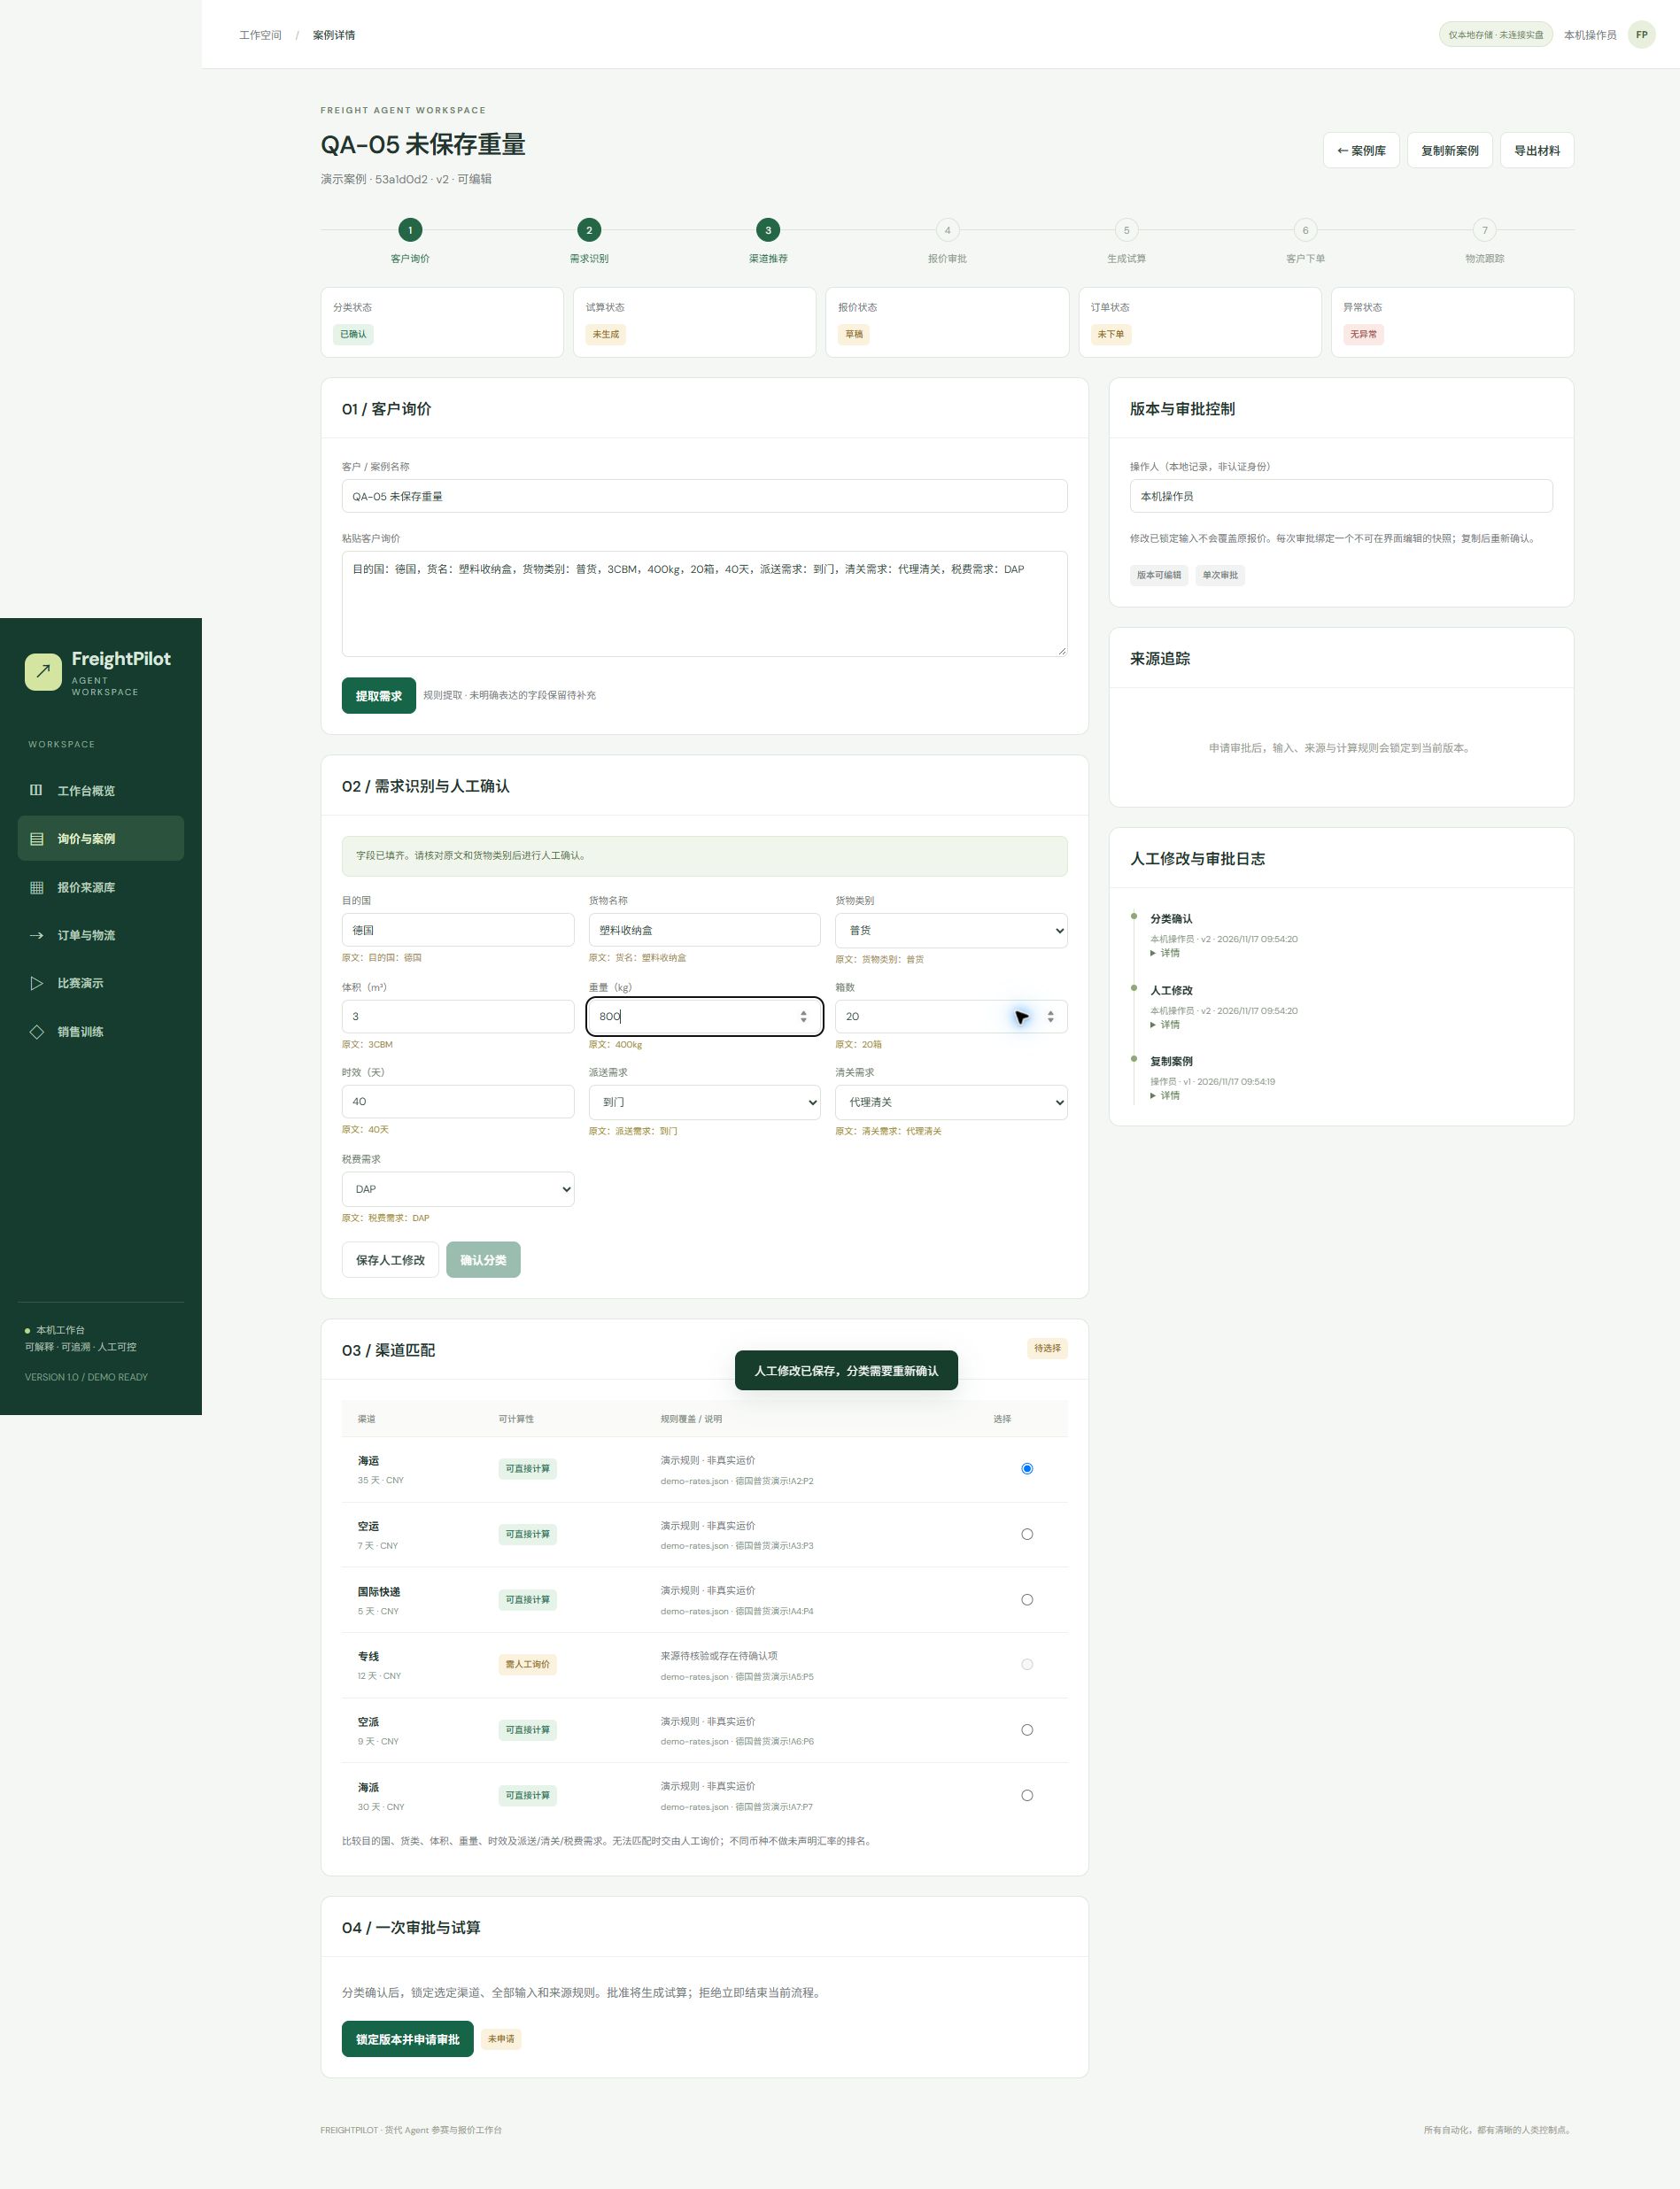 工作空间 / 案例详情
仅本地存储 · 未连接实盘
本机操作员
FP
FREIGHT AGENT WORKSPACE
QA-05 未保存重量
演示案例 · 53a1d0d2 · v2 · 可编辑
← 案例库
复制新案例
导出材料
1 2 3 4 5 6 7
客户询价 需求识别 渠道推荐 报价审批 生成试算 客户下单 物流跟踪
分类状态 试算状态 报价状态 订单状态 异常状态
已确认 未生成 草稿 未下单 无异常
FreightPilot
AGENT
WORKSPACE
WORKSPACE
工作台概览
询价与案例
报价来源库
订单与物流
比赛演示
销售训练
本机工作台
可解释 · 可追溯 · 人工可控
VERSION 1.0 / DEMO READY
01 / 客户询价
客户 / 案例名称
QA-05 未保存重量
粘贴客户询价
目的国：德国，货名：塑料收纳盒，货物类别：普货，3CBM，400kg，20箱，40天，派送需求：到门，清关需求：代理清关，税费需求：DAP
提取需求 规则提取 · 未明确表达的字段保留待补充
02 / 需求识别与人工确认
字段已填齐。请核对原文和货物类别后进行人工确认。
目的国 货物名称 货物类别
德国 塑料收纳盒 普货
原文：目的国：德国 原文：货名：塑料收纳盒 原文：货物类别：普货
体积（m³） 重量（kg） 箱数
3 800 20
原文：3CBM 原文：400kg 原文：20箱
时效（天） 派送需求 清关需求
40 到门 代理清关
原文：40天 原文：派送需求：到门 原文：清关需求：代理清关
税费需求
DAP
原文：税费需求：DAP
保存人工修改 确认分类
03 / 渠道匹配
待选择
人工修改已保存，分类需要重新确认
渠道 可计算性 规则覆盖 / 说明 选择
海运 可直接计算 演示规则 · 非真实运价
35 天 · CNY demo-rates.json · 德国普货演示!A2:P2
空运 可直接计算 演示规则 · 非真实运价
7 天 · CNY demo-rates.json · 德国普货演示!A3:P3
国际快递 可直接计算 演示规则 · 非真实运价
5 天 · CNY demo-rates.json · 德国普货演示!A4:P4
专线 需人工询价 来源待核验或存在待确认项
12 天 · CNY demo-rates.json · 德国普货演示!A5:P5
空派 可直接计算 演示规则 · 非真实运价
9 天 · CNY demo-rates.json · 德国普货演示!A6:P6
海派 可直接计算 演示规则 · 非真实运价
30 天 · CNY demo-rates.json · 德国普货演示!A7:P7
比较目的国、货类、体积、重量、时效及派送/清关/税费需求。无法匹配时交由人工询价；不同币种不做未声明汇率的排名。
04 / 一次审批与试算
分类确认后，锁定选定渠道、全部输入和来源规则。批准将生成试算；拒绝立即结束当前流程。
锁定版本并申请审批 未申请
版本与审批控制
操作人（本地记录，非认证身份）
本机操作员
修改已锁定输入不会覆盖原报价。每次审批绑定一个不可在界面编辑的快照；复制后重新确认。
版本可编辑 单次审批
来源追踪
申请审批后，输入、来源与计算规则会锁定到当前版本。
人工修改与审批日志
分类确认
本机操作员 · v2 · 2026/11/17 09:54:20
▶ 详情
人工修改
本机操作员 · v2 · 2026/11/17 09:54:20
▶ 详情
复制案例
操作员 · v1 · 2026/11/17 09:54:19
▶ 详情
FREIGHTPILOT · 货代 Agent 参赛与报价工作台
所有自动化，都有清晰的人类控制点。